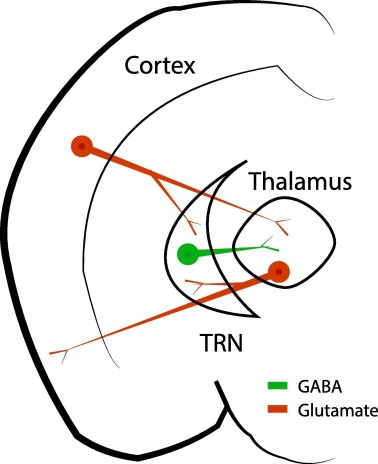 Cortex
Thalamus
TRN
GABA
Glutamate